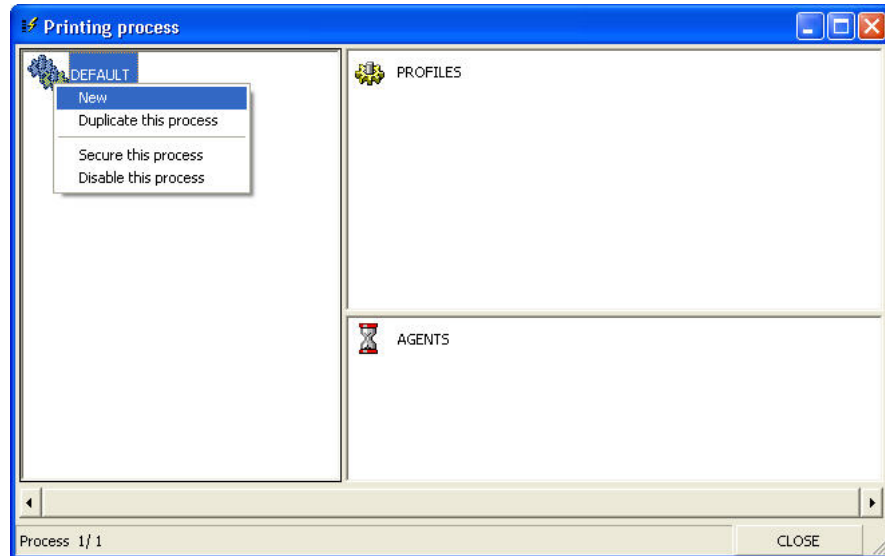 Printing process
DEFAULT
New
Duplicate this process
Secure this process
Disable this process
PROFILES
AGENTS
Process 1/ 1
CLOSE